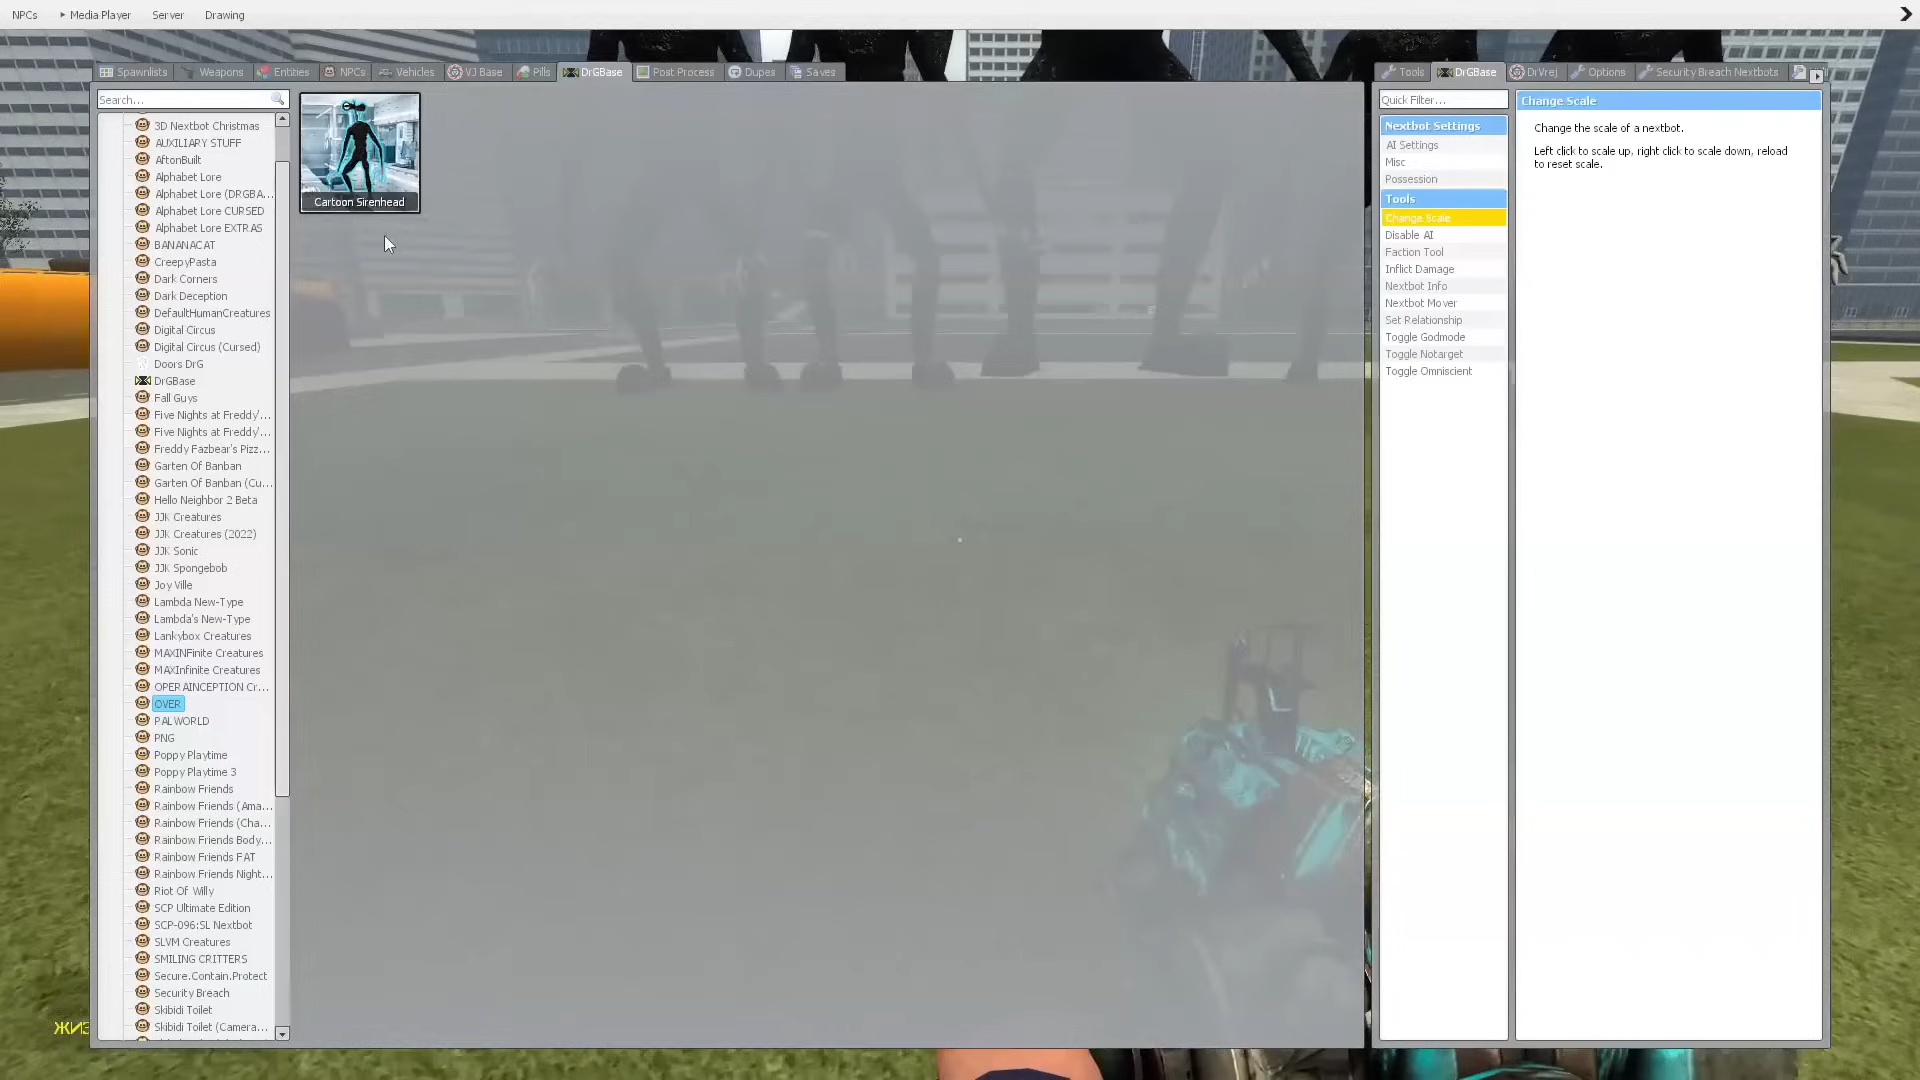 NPCs
Media Player
Server
Drawing
Spawnlists
Weapons
Entities
NPCs
Vehicles
VJ Base
Pills
DrGBase
Post Process
Dupes
Saves
Tools
DrGBase
DrVrej
Options
Security Breach Nextbots
Search...
3D Nextbot Christmas
AUXILIARY STUFF
AftonBuilt
Alphabet Lore
Alphabet Lore (DRGBA...
Alphabet Lore CURSED
Alphabet Lore EXTRAS
BANANACAT
CreepyPasta
Dark Corners
Dark Deception
DefaultHumanCreatures
Digital Circus
Digital Circus (Cursed)
Doors DrG
DrGBase
Fall Guys
Five Nights at Freddy'...
Five Nights at Freddy'...
Freddy Fazbear's Pizz...
Garten Of Banban
Garten Of Banban (Cu...
Hello Neighbor 2 Beta
JJK Creatures
JJK Creatures (2022)
JJK Sonic
JJK Spongebob
Joy Ville
Lambda New-Type
Lambda's New-Type
Lankybox Creatures
MAXINFinite Creatures
MAXInfinite Creatures
OPERAINCEPTION Cr...
OVER
PALWORLD
PNG
Poppy Playtime
Poppy Playtime 3
Rainbow Friends
Rainbow Friends (Ama...
Rainbow Friends (Cha...
Rainbow Friends Body...
Rainbow Friends FAT
Rainbow Friends Night...
Riot Of Willy
SCP Ultimate Edition
SCP-096:SL Nextbot
SLVM Creatures
SMILING CRITTERS
Secure.Contain.Protect
Security Breach
Skibidi Toilet
Skibidi Toilet (Camera...
Cartoon Sirenhead
Quick Filter...
Nextbot Settings
AI Settings
Misc
Possession
Tools
Change Scale
Disable AI
Faction Tool
Inflict Damage
Nextbot Info
Nextbot Mover
Set Relationship
Toggle Godmode
Toggle Notarget
Toggle Omniscient
Change Scale
Change the scale of a nextbot.
Left click to scale up, right click to scale down, reload
to reset scale.